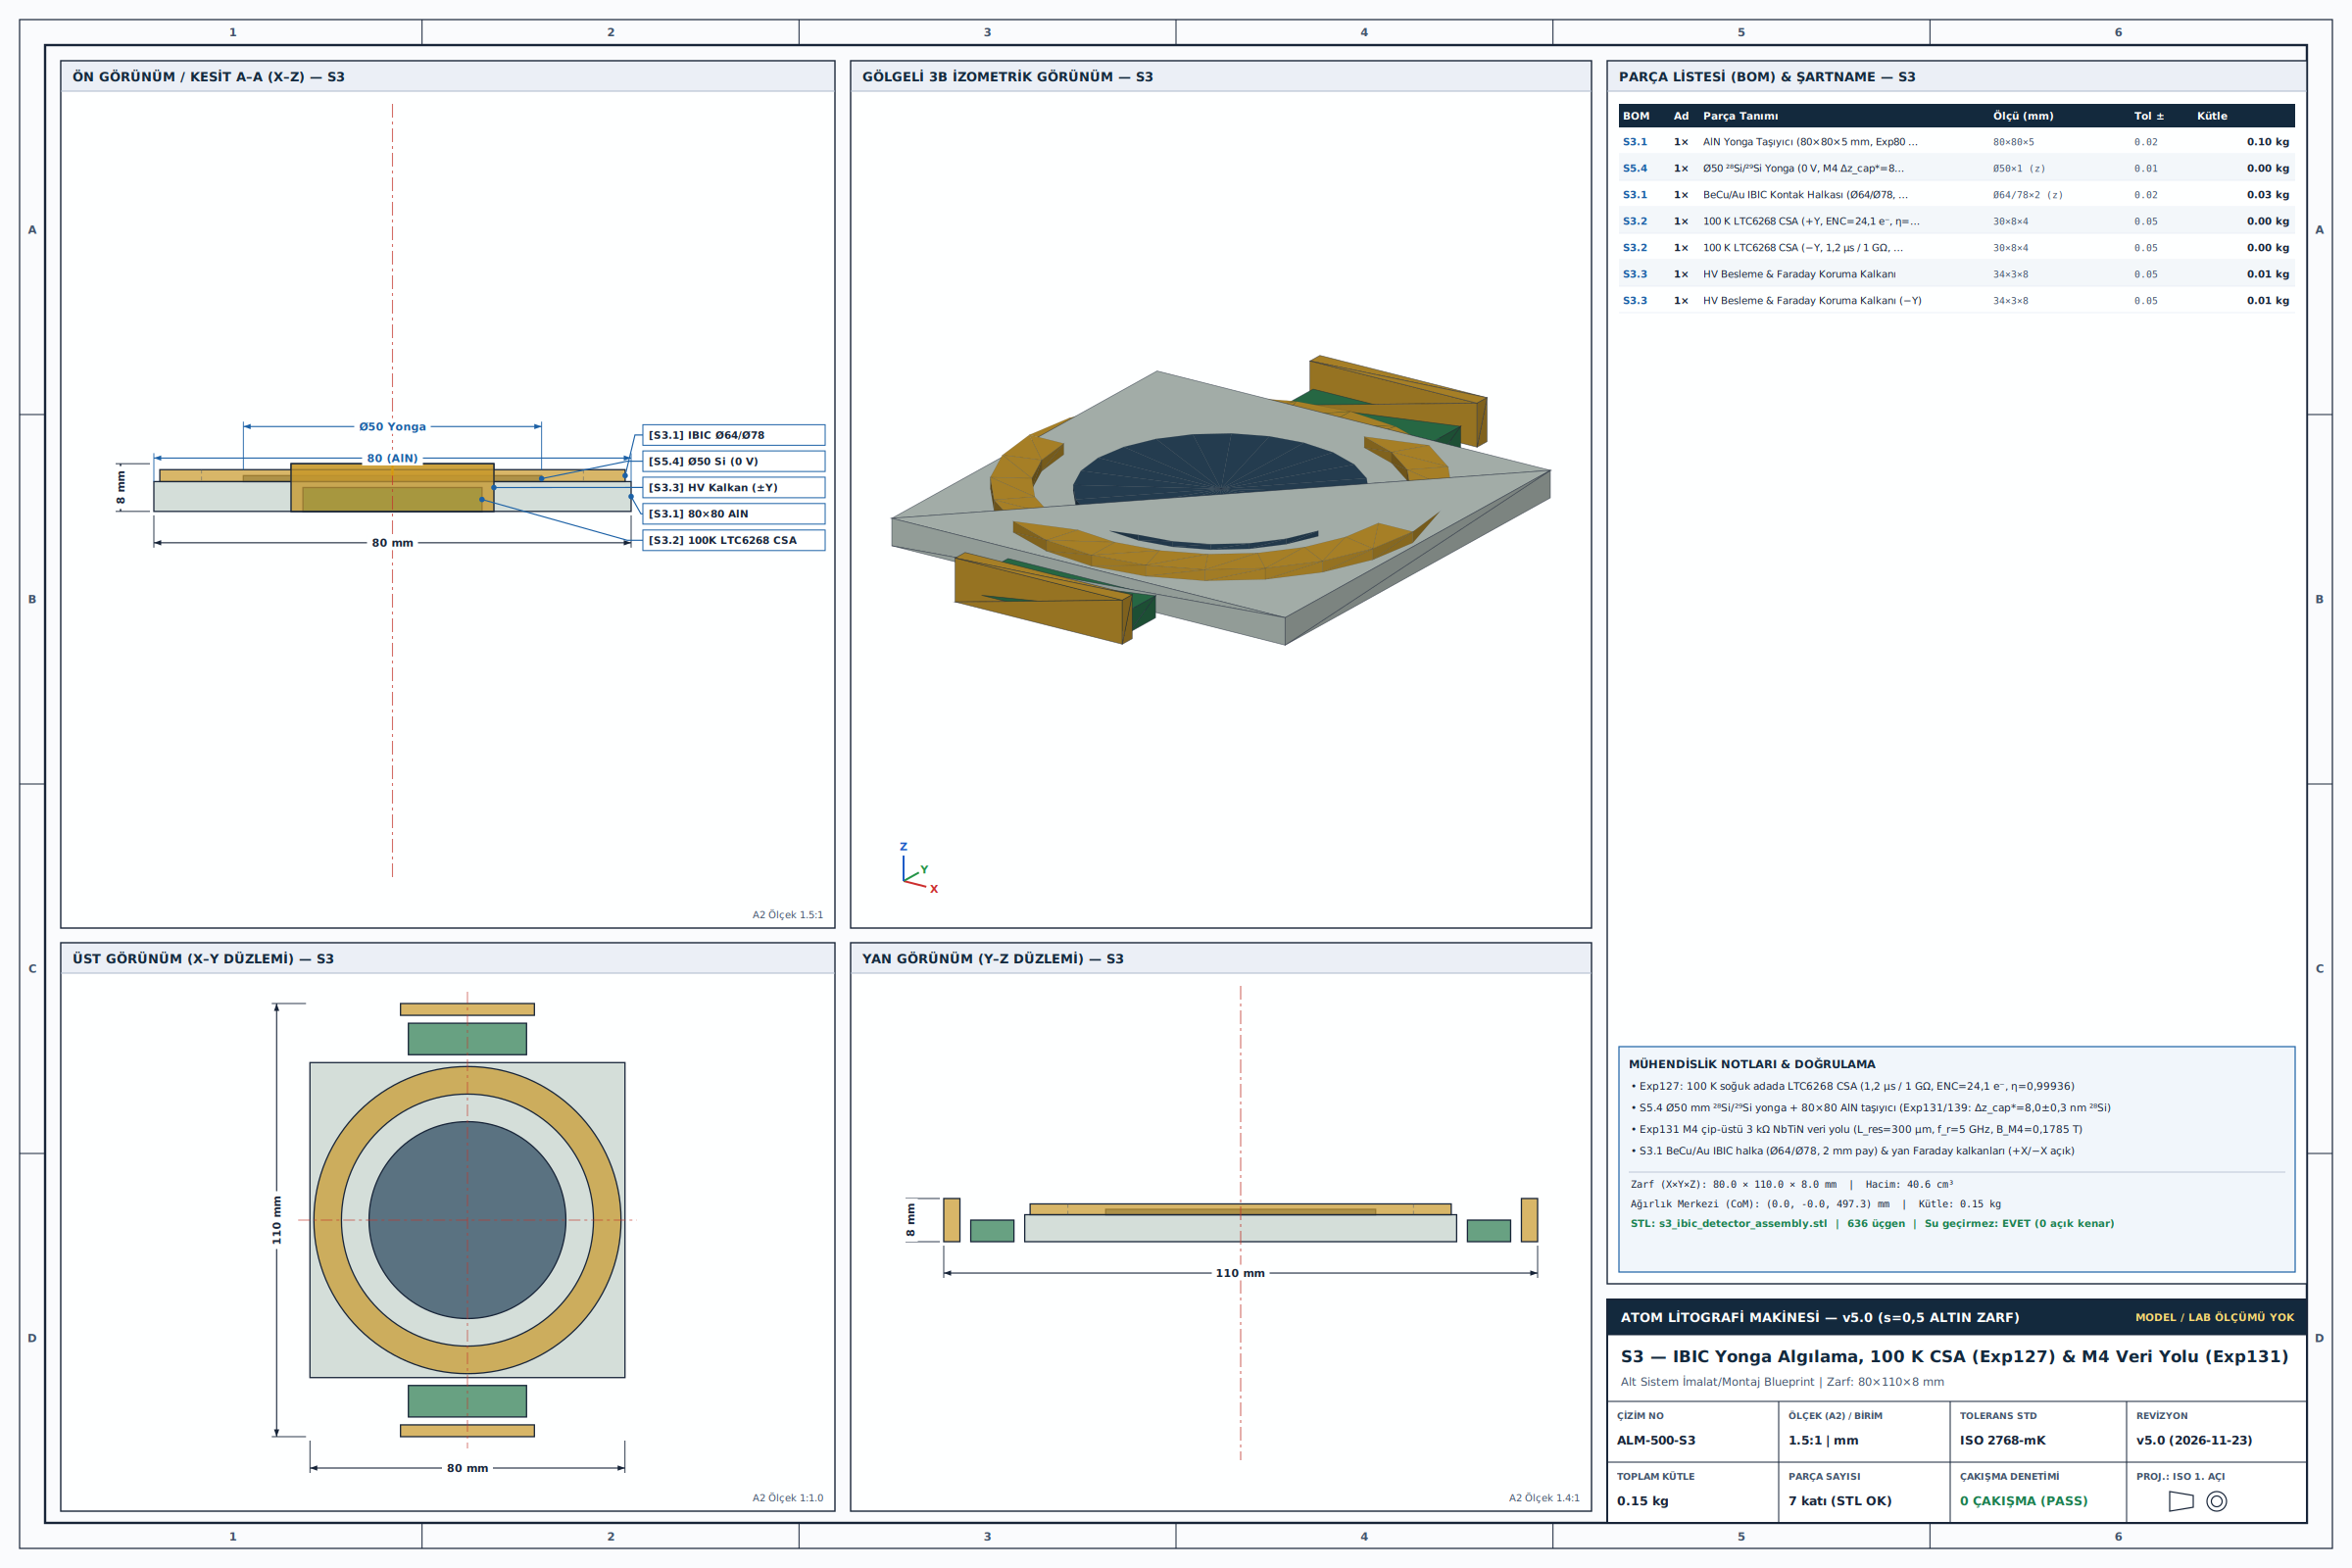 1 2 3 4 5 6
A
B
C
D
ÖN GÖRÜNÜM / KESİT A–A (X–Z) — S3
Ø50 Yonga
80 (AlN)
8 mm
80 mm
[S3.1] IBIC Ø64/Ø78
[S5.4] Ø50 Si (0 V)
[S3.3] HV Kalkan (±Y)
[S3.1] 80×80 AlN
[S3.2] 100K LTC6268 CSA
A2 Ölçek 1.5:1
GÖLGELİ 3B İZOMETRİK GÖRÜNÜM — S3
Z
Y
X
PARÇA LİSTESİ (BOM) & ŞARTNAME — S3
BOM Ad Parça Tanımı Ölçü (mm) Tol ± Kütle
S3.1 1× AlN Yonga Taşıyıcı (80×80×5 mm, Exp80 … 80×80×5 0.02 0.10 kg
S5.4 1× Ø50 ²⁸Si/²⁹Si Yonga (0 V, M4 Δz_cap*=8… Ø50×1 (z) 0.01 0.00 kg
S3.1 1× BeCu/Au IBIC Kontak Halkası (Ø64/Ø78, … Ø64/78×2 (z) 0.02 0.03 kg
S3.2 1× 100 K LTC6268 CSA (+Y, ENC=24,1 e⁻, η=… 30×8×4 0.05 0.00 kg
S3.2 1× 100 K LTC6268 CSA (−Y, 1,2 µs / 1 GΩ, … 30×8×4 0.05 0.00 kg
S3.3 1× HV Besleme & Faraday Koruma Kalkanı 34×3×8 0.05 0.01 kg
S3.3 1× HV Besleme & Faraday Koruma Kalkanı (−Y) 34×3×8 0.05 0.01 kg
ÜST GÖRÜNÜM (X–Y DÜZLEMİ) — S3
110 mm
80 mm
A2 Ölçek 1:1.0
YAN GÖRÜNÜM (Y–Z DÜZLEMİ) — S3
8 mm
110 mm
A2 Ölçek 1.4:1
MÜHENDİSLİK NOTLARI & DOĞRULAMA
• Exp127: 100 K soğuk adada LTC6268 CSA (1,2 µs / 1 GΩ, ENC=24,1 e⁻, η=0,99936)
• S5.4 Ø50 mm ²⁸Si/²⁹Si yonga + 80×80 AlN taşıyıcı (Exp131/139: Δz_cap*=8,0±0,3 nm ²⁸Si)
• Exp131 M4 çip-üstü 3 kΩ NbTiN veri yolu (L_res=300 µm, f_r=5 GHz, B_M4=0,1785 T)
• S3.1 BeCu/Au IBIC halka (Ø64/Ø78, 2 mm pay) & yan Faraday kalkanları (+X/−X açık)
Zarf (X×Y×Z): 80.0 × 110.0 × 8.0 mm | Hacim: 40.6 cm³
Ağırlık Merkezi (CoM): (0.0, -0.0, 497.3) mm | Kütle: 0.15 kg
STL: s3_ibic_detector_assembly.stl | 636 üçgen | Su geçirmez: EVET (0 açık kenar)
ATOM LİTOGRAFİ MAKİNESİ — v5.0 (s=0,5 ALTIN ZARF) MODEL / LAB ÖLÇÜMÜ YOK
S3 — IBIC Yonga Algılama, 100 K CSA (Exp127) & M4 Veri Yolu (Exp131)
Alt Sistem İmalat/Montaj Blueprint | Zarf: 80×110×8 mm
ÇİZİM NO ÖLÇEK (A2) / BİRİM TOLERANS STD REVİZYON
ALM-500-S3 1.5:1 | mm ISO 2768-mK v5.0 (2026-11-23)
TOPLAM KÜTLE PARÇA SAYISI ÇAKIŞMA DENETİMİ PROJ.: ISO 1. AÇI
0.15 kg 7 katı (STL OK) 0 ÇAKIŞMA (PASS)
A
B
C
D
1 2 3 4 5 6